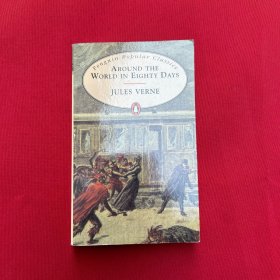 Penguin Popular Classics
AROUND THE
WORLD IN EIGHTY DAYS
JULES VERNE